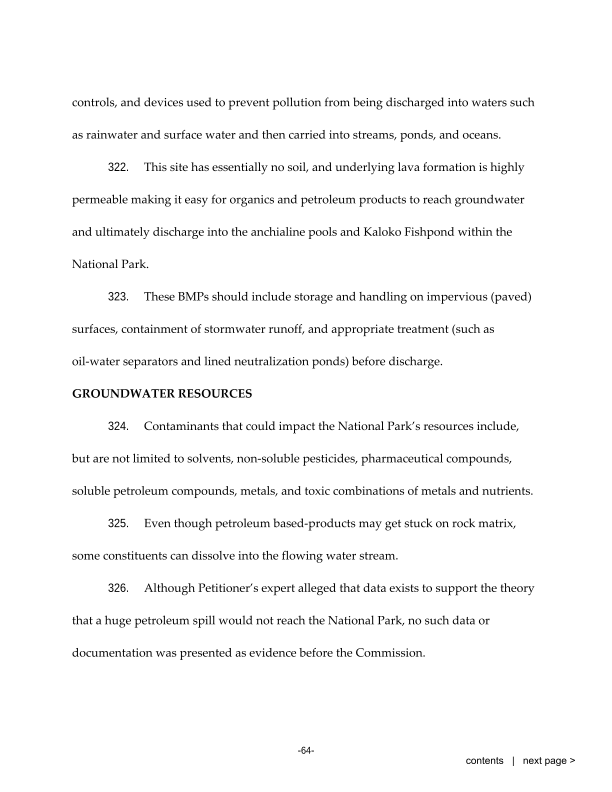 controls, and devices used to prevent pollution from being discharged into waters such
as rainwater and surface water and then carried into streams, ponds, and oceans.
322. This site has essentially no soil, and underlying lava formation is highly
permeable making it easy for organics and petroleum products to reach groundwater
and ultimately discharge into the anchialine pools and Kaloko Fishpond within the
National Park.
323. These BMPs should include storage and handling on impervious (paved)
surfaces, containment of stormwater runoff, and appropriate treatment (such as
oil-water separators and lined neutralization ponds) before discharge.
GROUNDWATER RESOURCES
324. Contaminants that could impact the National Park’s resources include,
but are not limited to solvents, non-soluble pesticides, pharmaceutical compounds,
soluble petroleum compounds, metals, and toxic combinations of metals and nutrients.
325. Even though petroleum based-products may get stuck on rock matrix,
some constituents can dissolve into the flowing water stream.
326. Although Petitioner’s expert alleged that data exists to support the theory
that a huge petroleum spill would not reach the National Park, no such data or
documentation was presented as evidence before the Commission.
-64-
contents | next page >